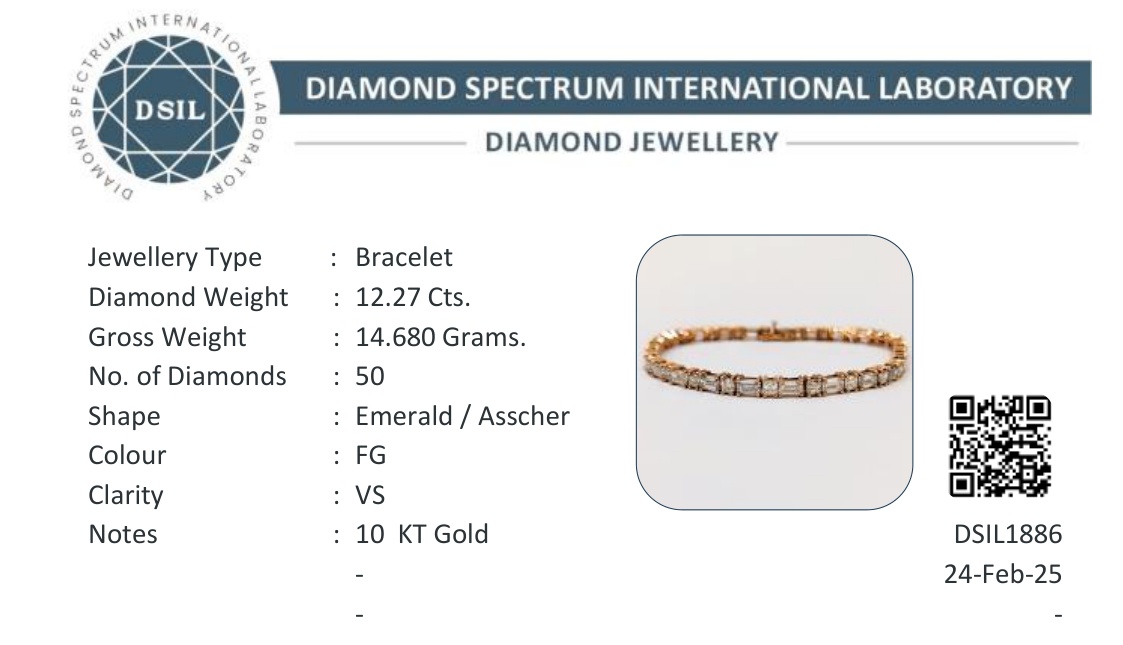 DIAMOND SPECTRUM INTERNATIONAL LABORATORY
DSIL
DIAMOND SPECTRUM INTERNATIONAL LABORATORY
DIAMOND JEWELLERY
Jewellery Type : Bracelet
Diamond Weight : 12.27 Cts.
Gross Weight : 14.680 Grams.
No. of Diamonds : 50
Shape : Emerald / Asscher
Colour : FG
Clarity : VS
Notes : 10 KT Gold
-
-
DSIL1886
24-Feb-25
-